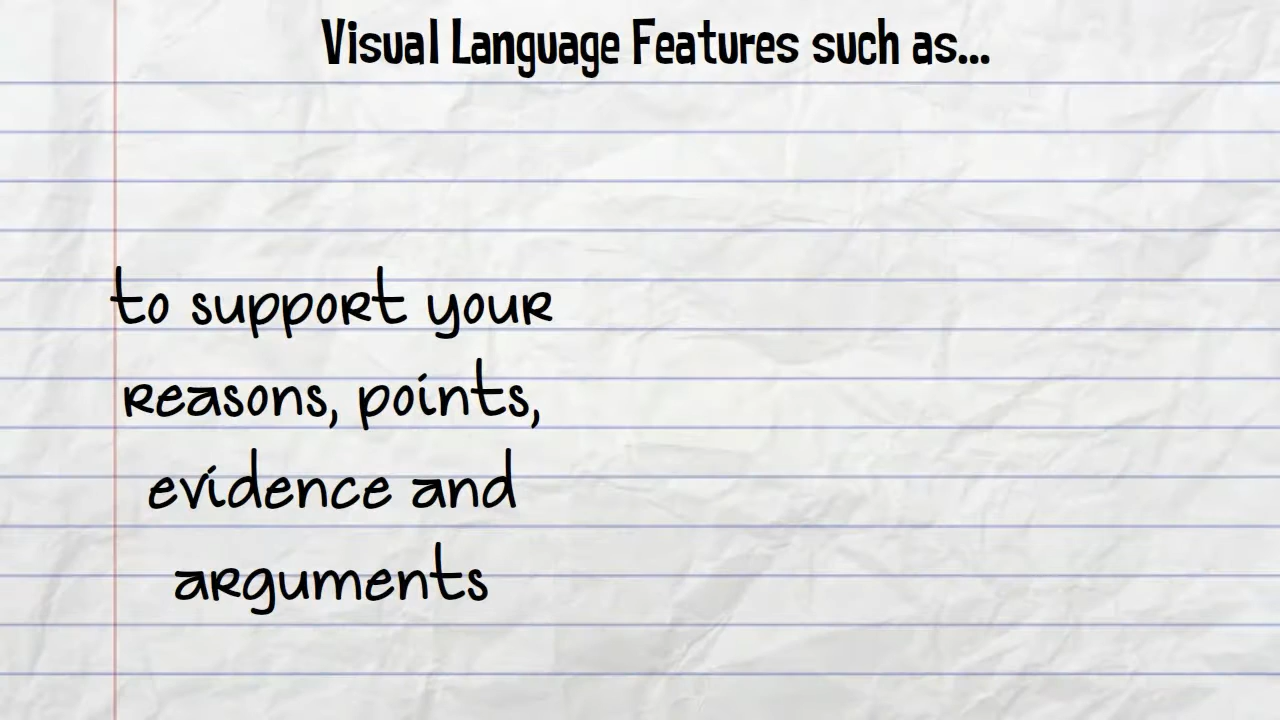 Visual Language Features such as...
to support your
reasons, points,
evidence and
arguments